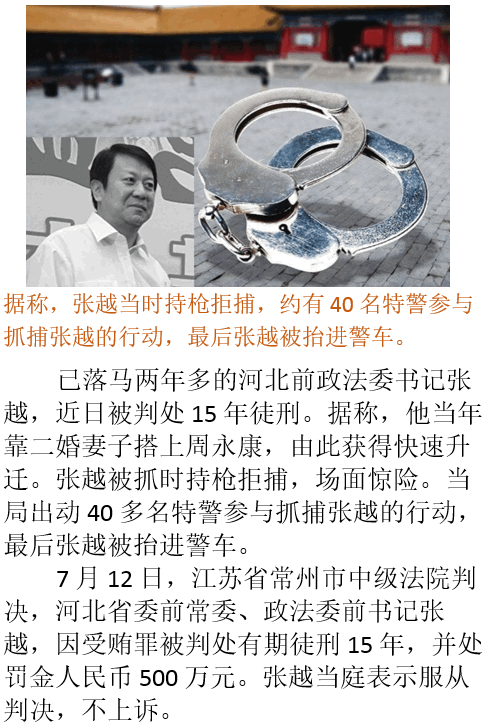 据称，张越当时持枪拒捕，约有 40 名特警参与
抓捕张越的行动，最后张越被抬进警车。
已落马两年多的河北前政法委书记张
越，近日被判处 15 年徒刑。据称，他当年
靠二婚妻子搭上周永康，由此获得快速升
迁。张越被抓时持枪拒捕，场面惊险。当
局出动 40 多名特警参与抓捕张越的行动，
最后张越被抬进警车。
7 月 12 日，江苏省常州市中级法院判
决，河北省委前常委、政法委前书记张
越，因受贿罪被判处有期徒刑 15 年，并处
罚金人民币 500 万元。张越当庭表示服从
判决，不上诉。